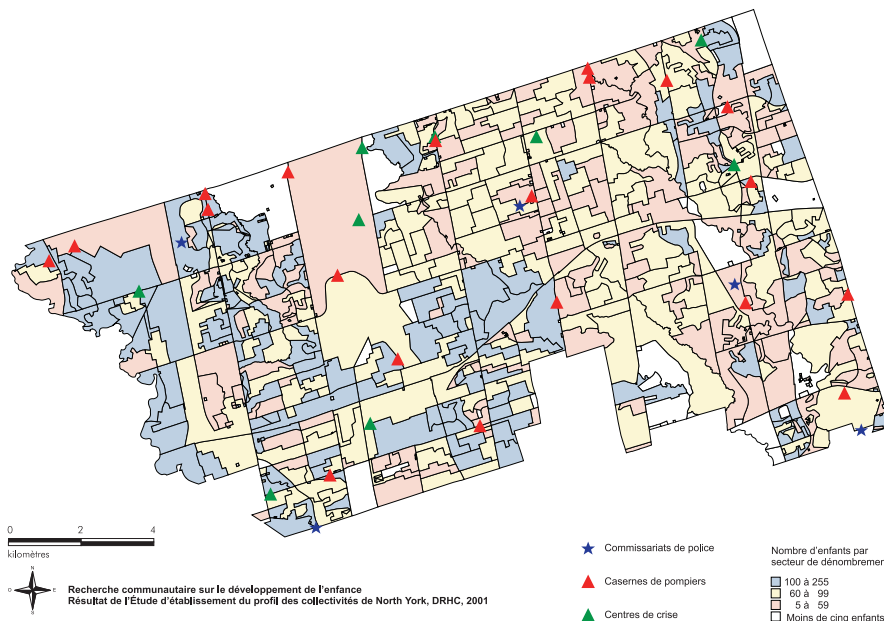 0 2 4
kilomètres
N
O E
S
Recherche communautaire sur le développement de l'enfance
Résultat de l'Étude d'établissement du profil des collectivités de North York, DRHC, 2001
Commissariats de police
Casernes de pompiers
Centres de crise
Nombre d'enfants par
secteur de dénombremen
100 à 255
60 à 99
5 à 59
Moins de cinq enfants